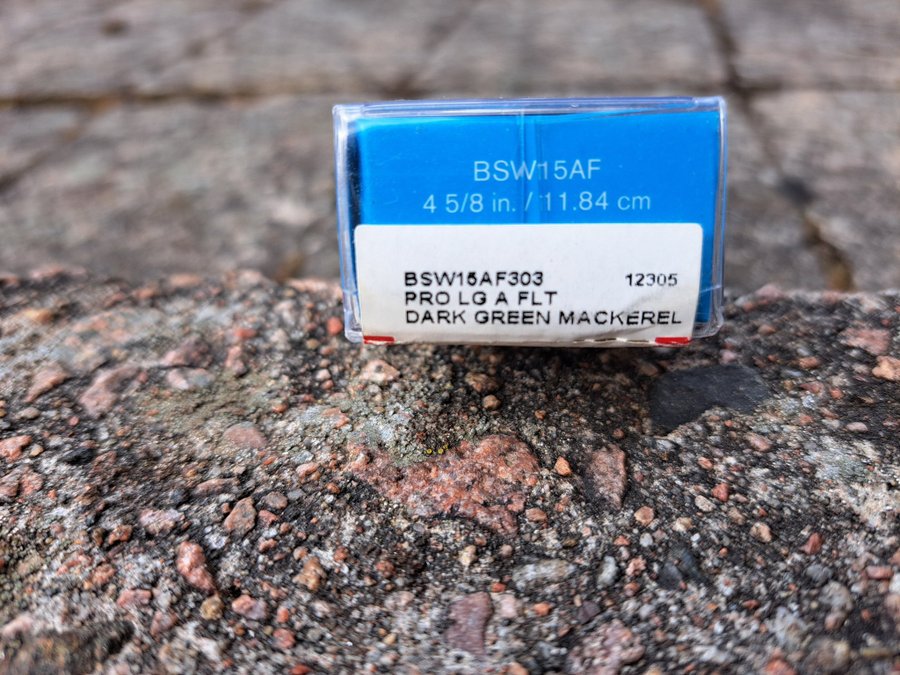 BSW15AF
4 5/8 in. / 11.84 cm
BSW15AF303 12305
PRO LG A FLT
DARK GREEN MACKEREL